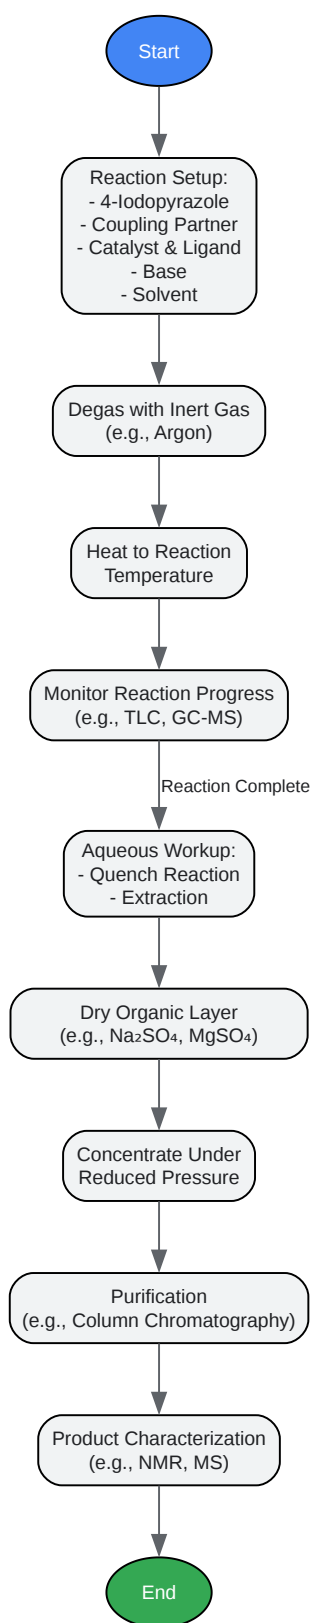 Start
Reaction Setup:
- 4-Iodopyrazole
- Coupling Partner
- Catalyst & Ligand
- Base
- Solvent
Degas with Inert Gas
(e.g., Argon)
Heat to Reaction
Temperature
Monitor Reaction Progress
(e.g., TLC, GC-MS)
Reaction Complete
Aqueous Workup:
- Quench Reaction
- Extraction
Dry Organic Layer
(e.g., Na₂SO₄, MgSO₄)
Concentrate Under
Reduced Pressure
Purification
(e.g., Column Chromatography)
Product Characterization
(e.g., NMR, MS)
End